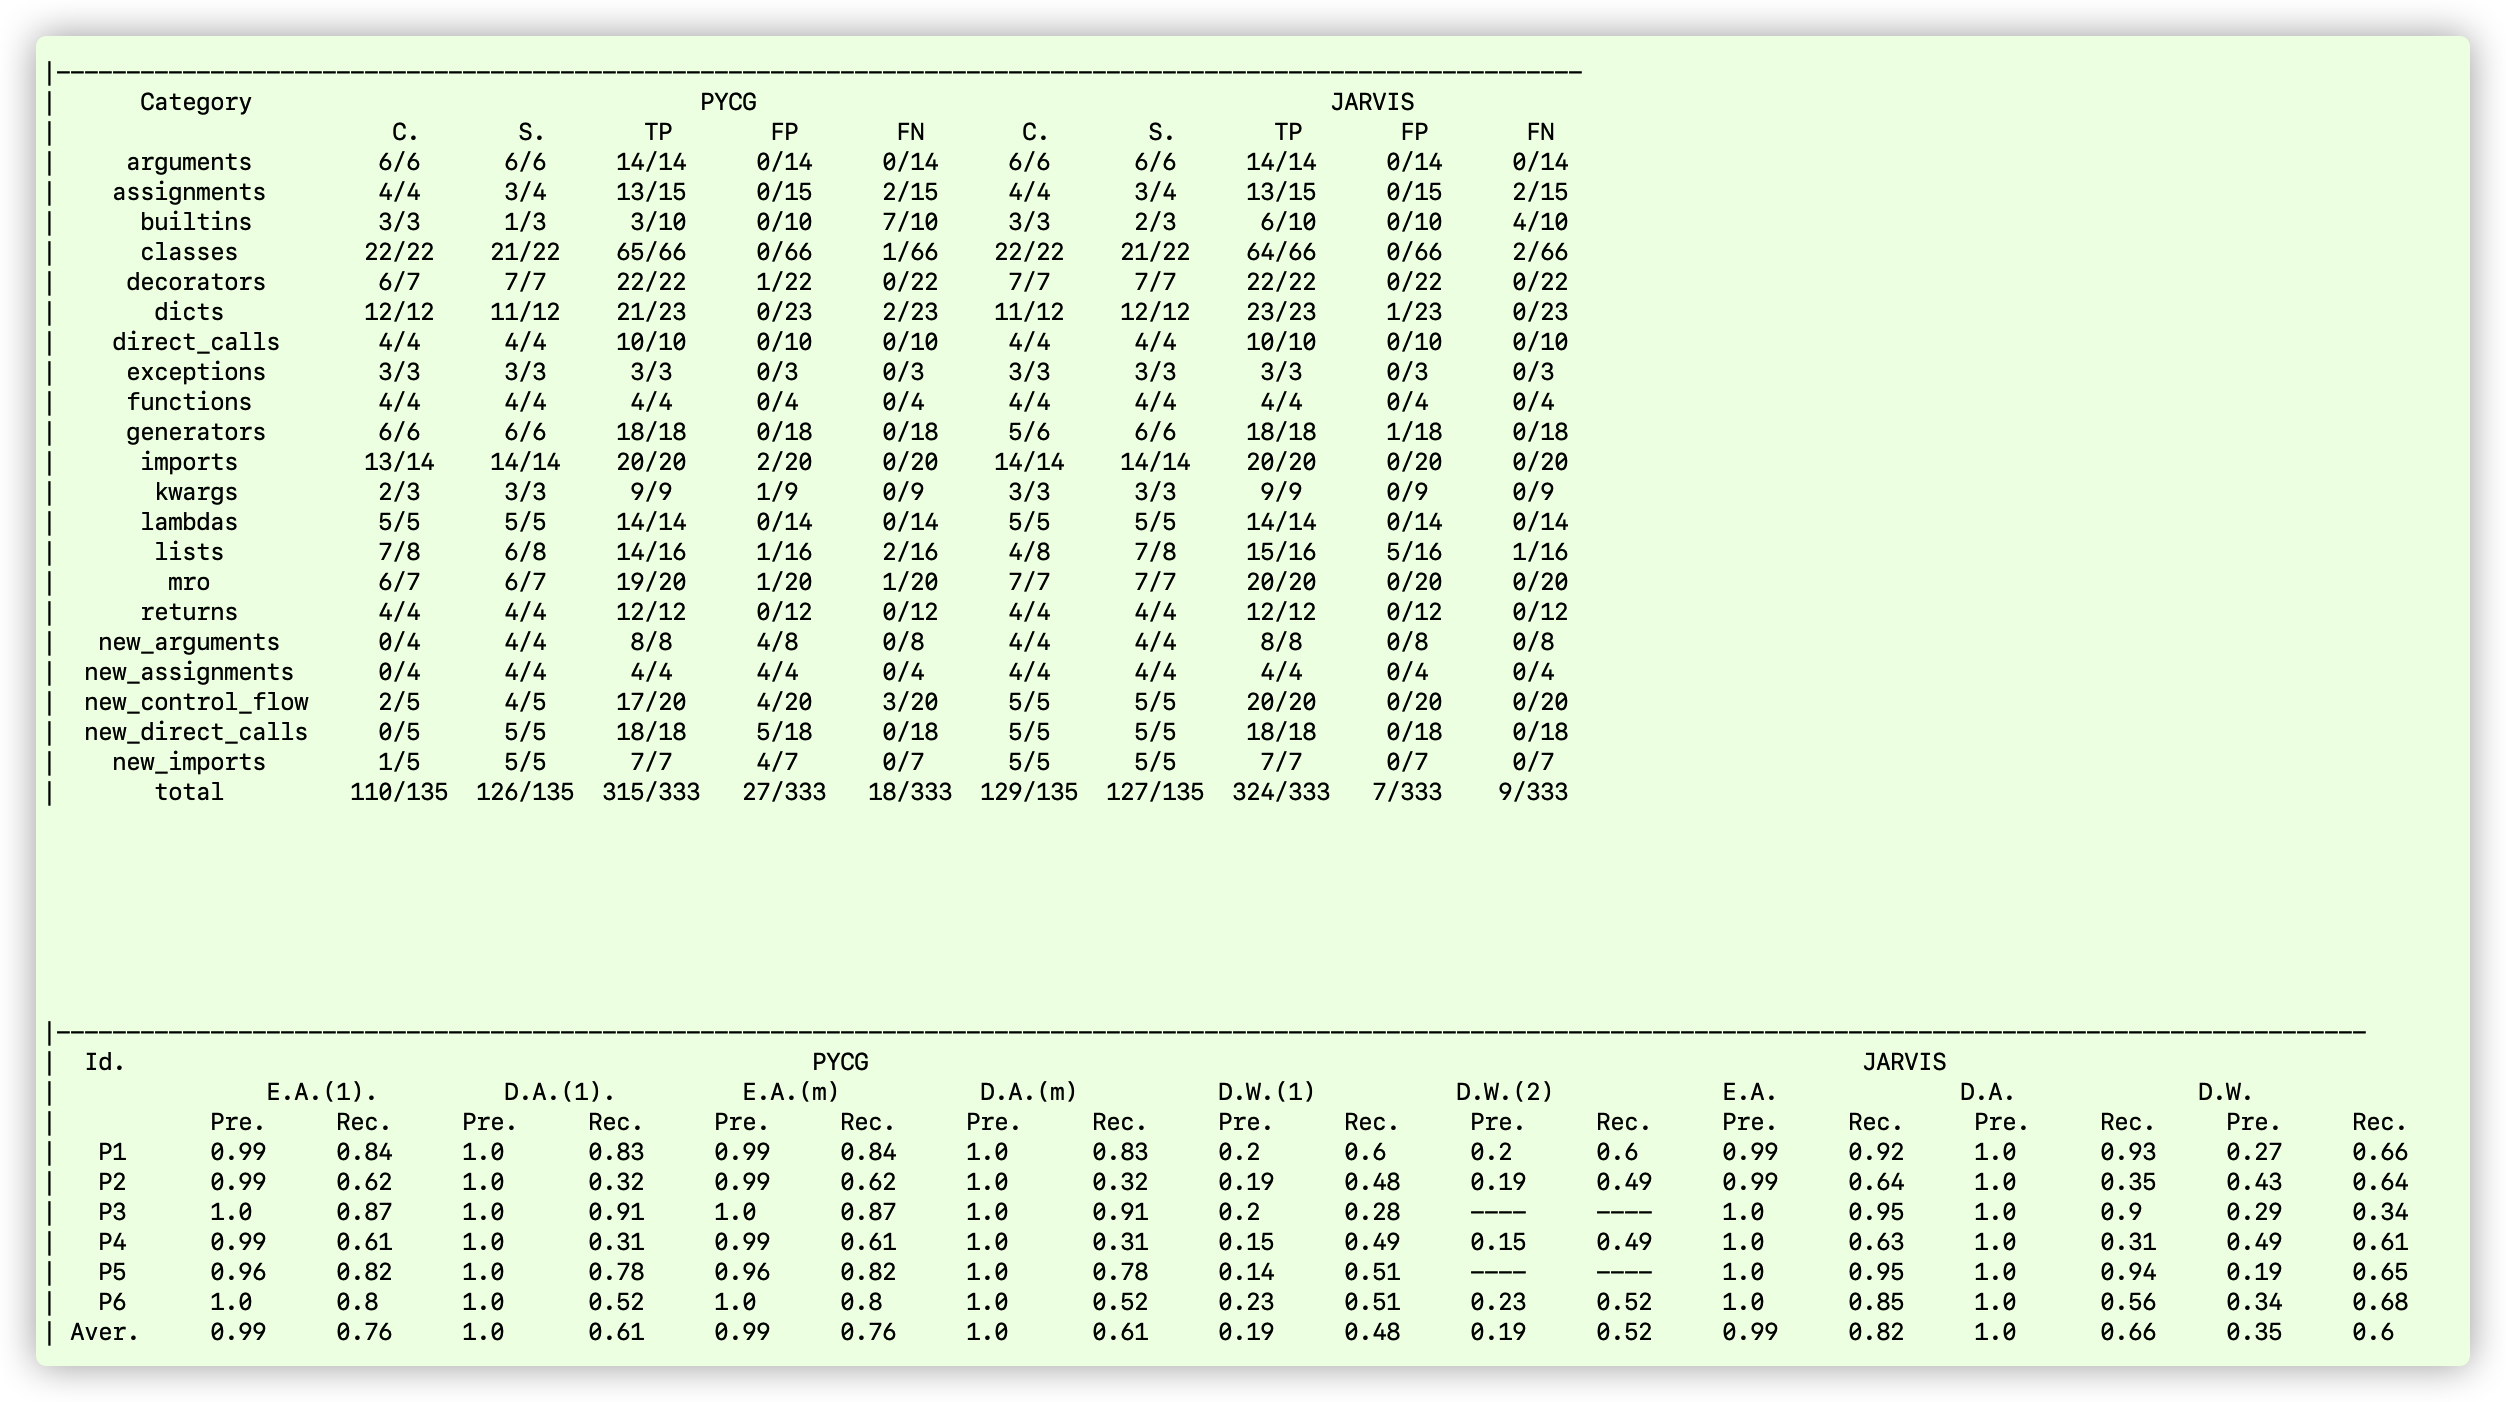 |-------------------------------------------------------------------------------------------------------------
| Category PYCG JARVIS
| C. S. TP FP FN C. S. TP FP FN
| arguments 6/6 6/6 14/14 0/14 0/14 6/6 6/6 14/14 0/14 0/14
| assignments 4/4 3/4 13/15 0/15 2/15 4/4 3/4 13/15 0/15 2/15
| builtins 3/3 1/3 3/10 0/10 7/10 3/3 2/3 6/10 0/10 4/10
| classes 22/22 21/22 65/66 0/66 1/66 22/22 21/22 64/66 0/66 2/66
| decorators 6/7 7/7 22/22 1/22 0/22 7/7 7/7 22/22 0/22 0/22
| dicts 12/12 11/12 21/23 0/23 2/23 11/12 12/12 23/23 1/23 0/23
| direct_calls 4/4 4/4 10/10 0/10 0/10 4/4 4/4 10/10 0/10 0/10
| exceptions 3/3 3/3 3/3 0/3 0/3 3/3 3/3 3/3 0/3 0/3
| functions 4/4 4/4 4/4 0/4 0/4 4/4 4/4 4/4 0/4 0/4
| generators 6/6 6/6 18/18 0/18 0/18 5/6 6/6 18/18 1/18 0/18
| imports 13/14 14/14 20/20 2/20 0/20 14/14 14/14 20/20 0/20 0/20
| kwargs 2/3 3/3 9/9 1/9 0/9 3/3 3/3 9/9 0/9 0/9
| lambdas 5/5 5/5 14/14 0/14 0/14 5/5 5/5 14/14 0/14 0/14
| lists 7/8 6/8 14/16 1/16 2/16 4/8 7/8 15/16 5/16 1/16
| mro 6/7 6/7 19/20 1/20 1/20 7/7 7/7 20/20 0/20 0/20
| returns 4/4 4/4 12/12 0/12 0/12 4/4 4/4 12/12 0/12 0/12
| new_arguments 0/4 4/4 8/8 4/8 0/8 4/4 4/4 8/8 0/8 0/8
| new_assignments 0/4 4/4 4/4 4/4 0/4 4/4 4/4 4/4 0/4 0/4
| new_control_flow 2/5 4/5 17/20 4/20 3/20 5/5 5/5 20/20 0/20 0/20
| new_direct_calls 0/5 5/5 18/18 5/18 0/18 5/5 5/5 18/18 0/18 0/18
| new_imports 1/5 5/5 7/7 4/7 0/7 5/5 5/5 7/7 0/7 0/7
| total 110/135 126/135 315/333 27/333 18/333 129/135 127/135 324/333 7/333 9/333
|---------------------------------------------------------------------------------------------------------------------------------------------------------------------
| Id. PYCG JARVIS
| E.A.(1). D.A.(1). E.A.(m) D.A.(m) D.W.(1) D.W.(2) E.A. D.A. D.W.
| Pre. Rec. Pre. Rec. Pre. Rec. Pre. Rec. Pre. Rec. Pre. Rec. Pre. Rec. Pre. Rec. Pre. Rec.
| P1 0.99 0.84 1.0 0.83 0.99 0.84 1.0 0.83 0.2 0.6 0.2 0.6 0.99 0.92 1.0 0.93 0.27 0.66
| P2 0.99 0.62 1.0 0.32 0.99 0.62 1.0 0.32 0.19 0.48 0.19 0.49 0.99 0.64 1.0 0.35 0.43 0.64
| P3 1.0 0.87 1.0 0.91 1.0 0.87 1.0 0.91 0.2 0.28 ---- ---- 1.0 0.95 1.0 0.9 0.29 0.34
| P4 0.99 0.61 1.0 0.31 0.99 0.61 1.0 0.31 0.15 0.49 0.15 0.49 1.0 0.63 1.0 0.31 0.49 0.61
| P5 0.96 0.82 1.0 0.78 0.96 0.82 1.0 0.78 0.14 0.51 ---- ---- 1.0 0.95 1.0 0.94 0.19 0.65
| P6 1.0 0.8 1.0 0.52 1.0 0.8 1.0 0.52 0.23 0.51 0.23 0.52 1.0 0.85 1.0 0.56 0.34 0.68
| Aver. 0.99 0.76 1.0 0.61 0.99 0.76 1.0 0.61 0.19 0.48 0.19 0.52 0.99 0.82 1.0 0.66 0.35 0.6